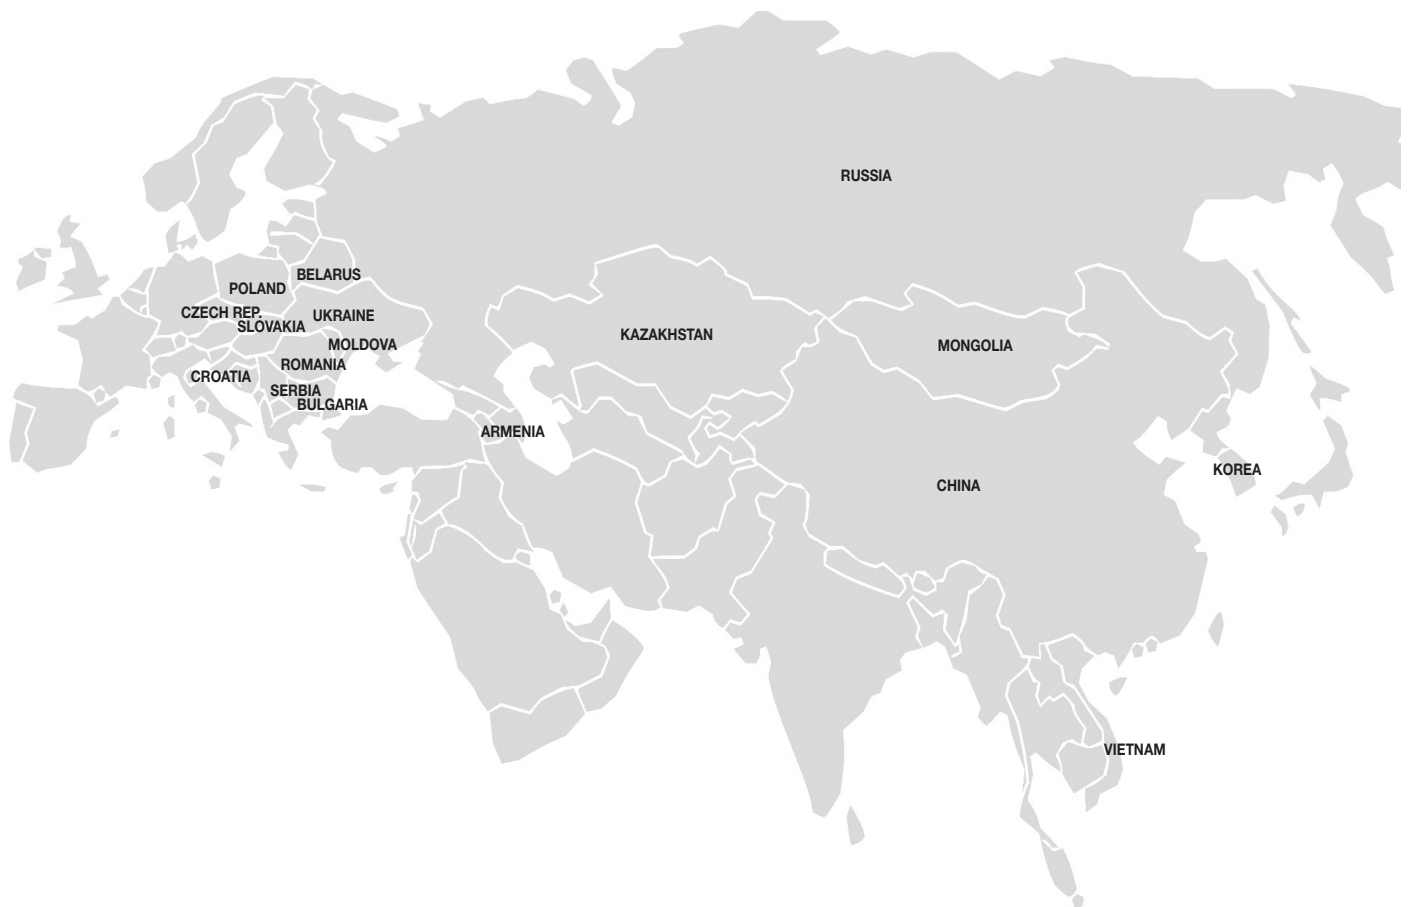 RUSSIA
BELARUS
POLAND
CZECH REP.
UKRAINE
SLOVAKIA
KAZAKHSTAN
MOLDOVA
MONGOLIA
ROMANIA
CROATIA
SERBIA
BULGARIA
ARMENIA
KOREA
CHINA
VIETNAM